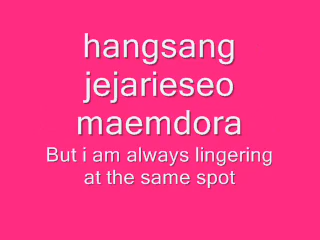 hangsang
jejarieseo
maemdora
But i am always lingering
at the same spot